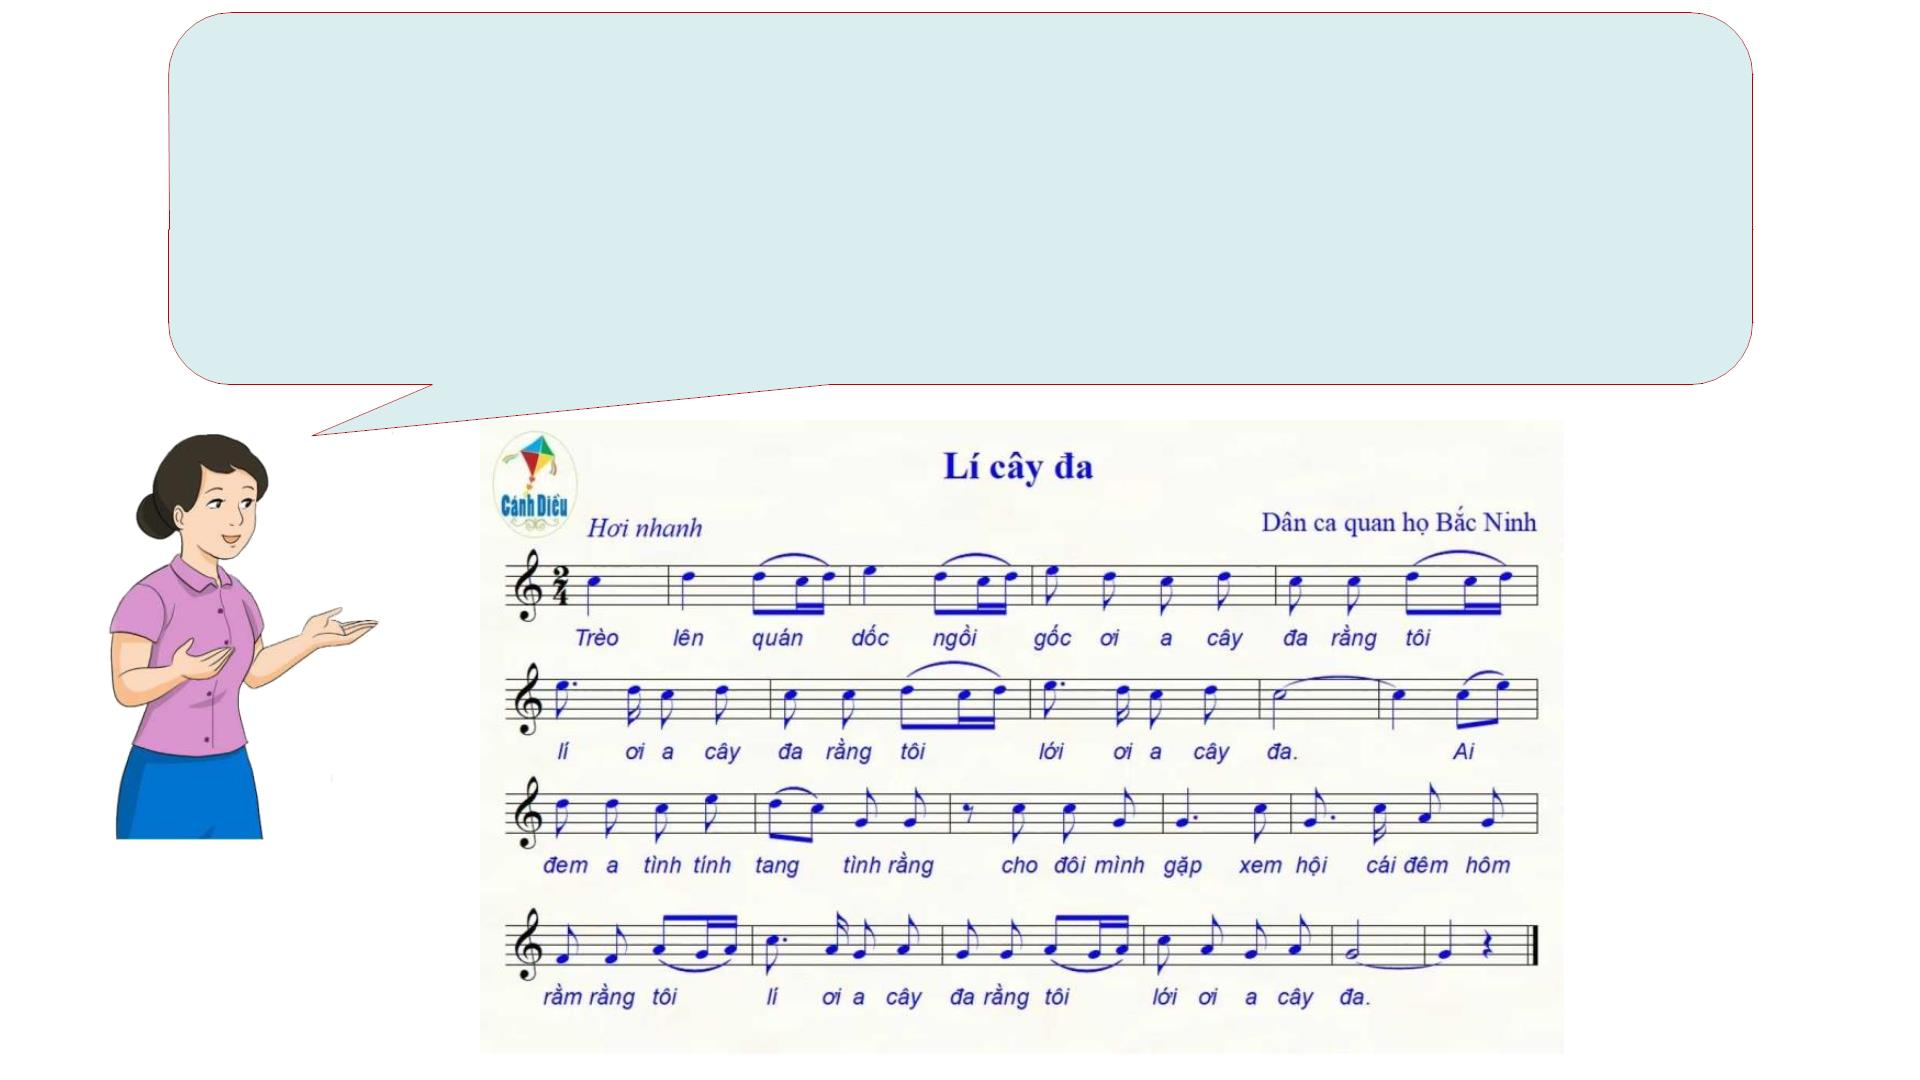 Lí cây đa
Cánh Diều
Hơi nhanh
Dân ca quan họ Bắc Ninh
2
4
Trèo lên quán dốc ngồi gốc ơi a cây đa rằng tôi
lí ơi a cây đa rằng tôi lới ơi a cây đa. Ai
đem a tình tính tang tình rằng cho đôi mình gặp xem hội cái đêm hôm
rằm rằng tôi lí ơi a cây đa rằng tôi lới ơi a cây đa.